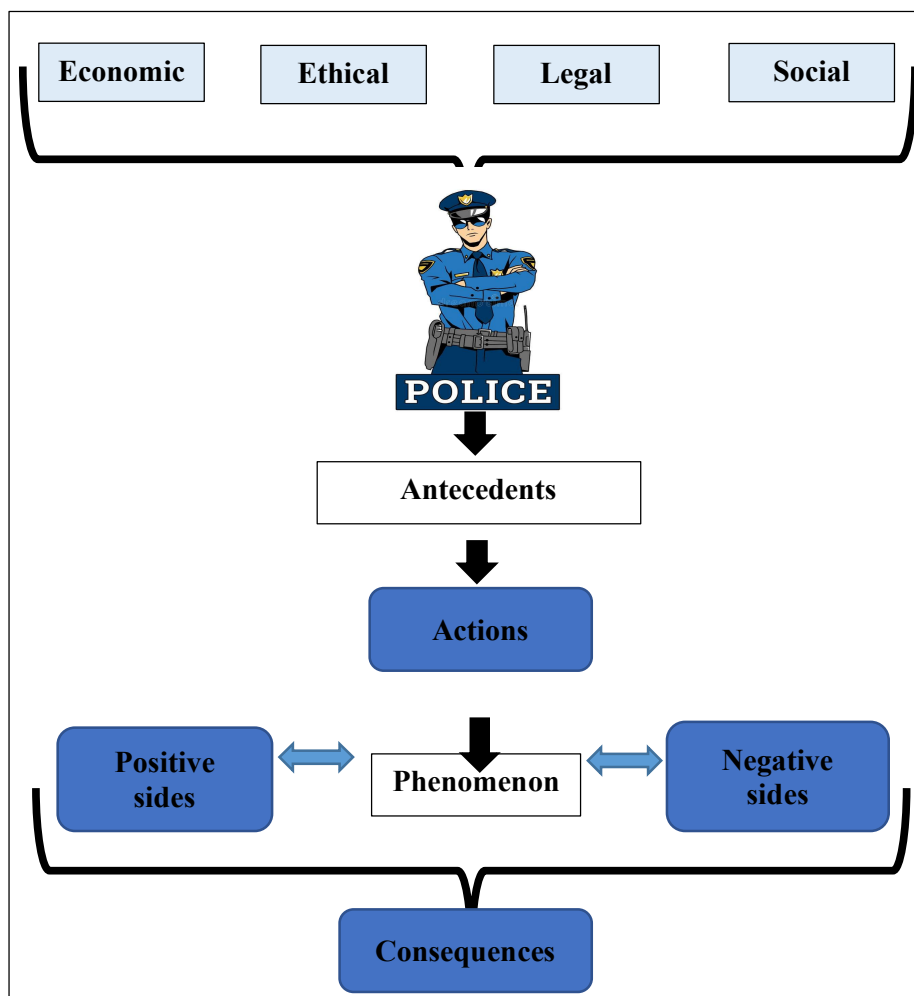 Economic
Ethical
Legal
Social
POLICE
Antecedents
Actions
Positive
sides
Phenomenon
Negative
sides
Consequences